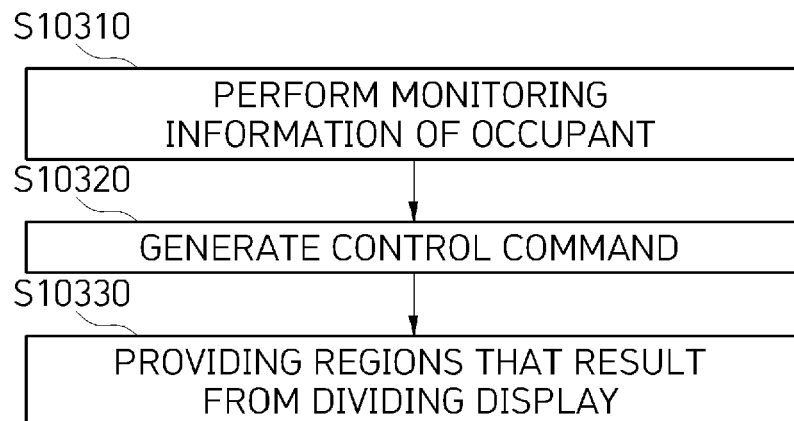 S10310
PERFORM MONITORING
INFORMATION OF OCCUPANT
S10320
GENERATE CONTROL COMMAND
S10330
PROVIDING REGIONS THAT RESULT
FROM DIVIDING DISPLAY